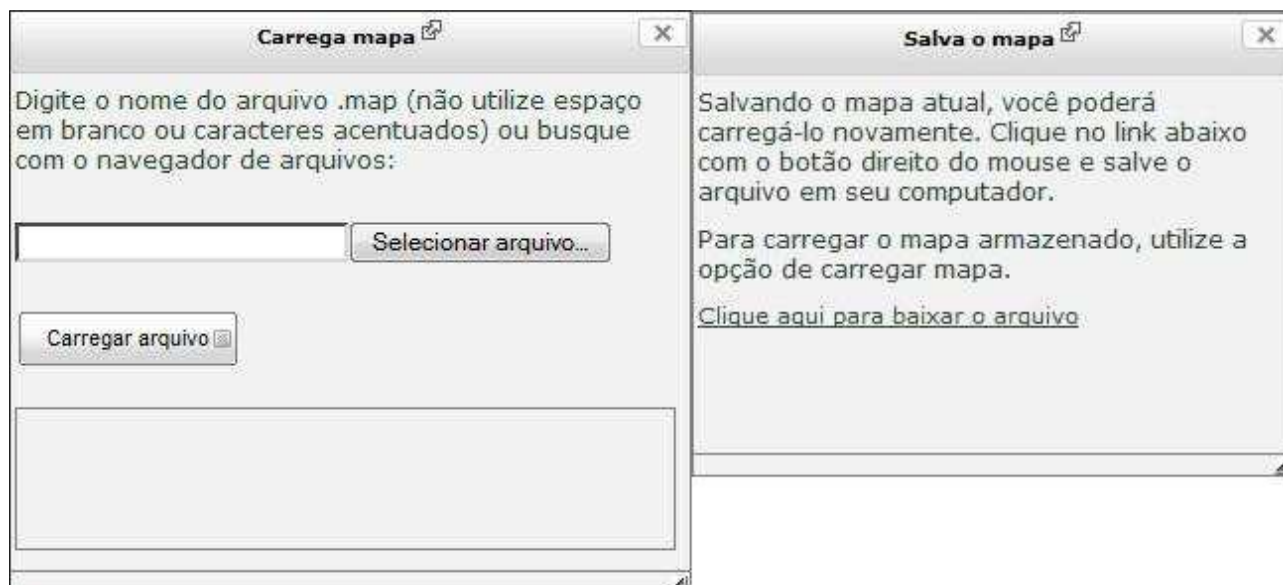 Carrega mapa
Digite o nome do arquivo .map (não utilize espaço
em branco ou caracteres acentuados) ou busque
com o navegador de arquivos:
Selecionar arquivo...
Carregar arquivo
Salva o mapa
Salvando o mapa atual, você poderá
carregá-lo novamente. Clique no link abaixo
com o botão direito do mouse e salve o
arquivo em seu computador.
Para carregar o mapa armazenado, utilize a
opção de carregar mapa.
Clique aqui para baixar o arquivo